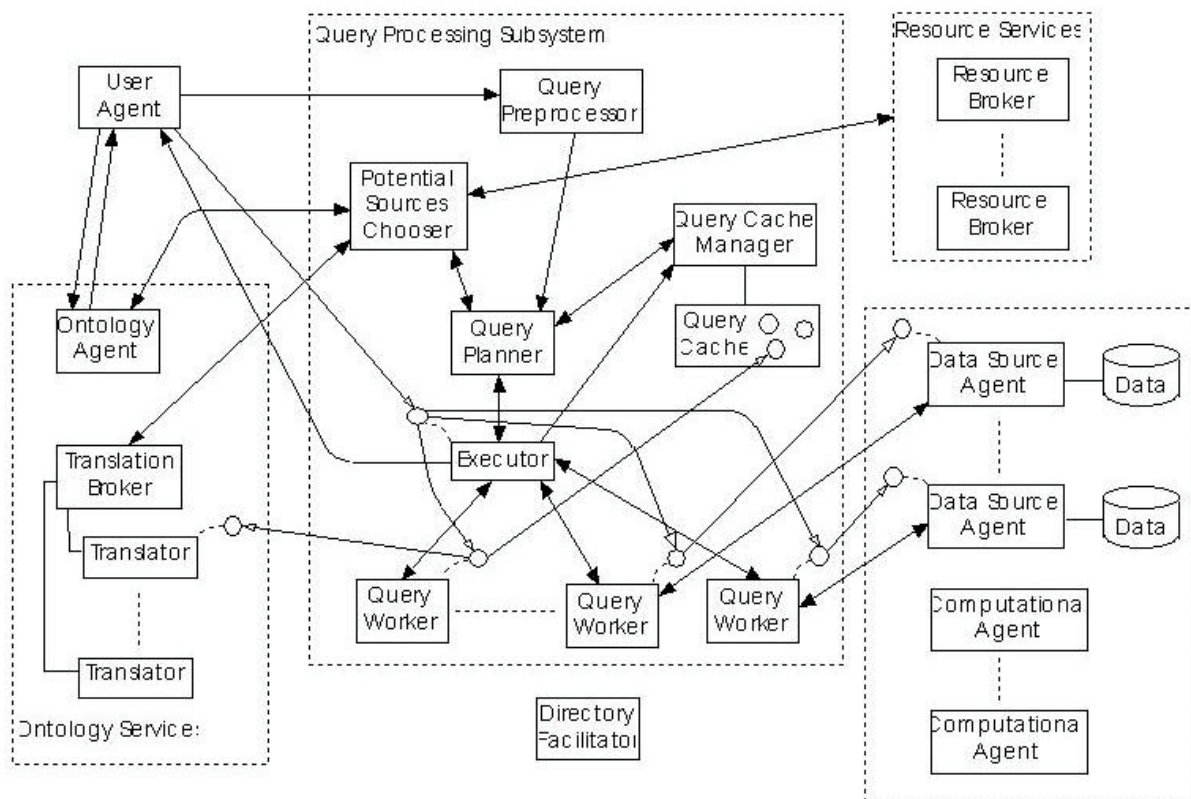 Query Processing Subsystem
Resource Services
User
Agent
Query
Preprocessor
Resource
Broker
Resource
Broker
Potential
Sources
Chooser
Query Cache
Manager
Query
Cache
Ontology
Agent
Query
Planner
Data Source
Agent
Data
Translation
Broker
Executor
Data Source
Agent
Data
Translator
Query
Worker
Query
Worker
Query
Worker
Computationa
Agent
Translator
Ontology Services
Directory
Facilitator
Computationa
Agent